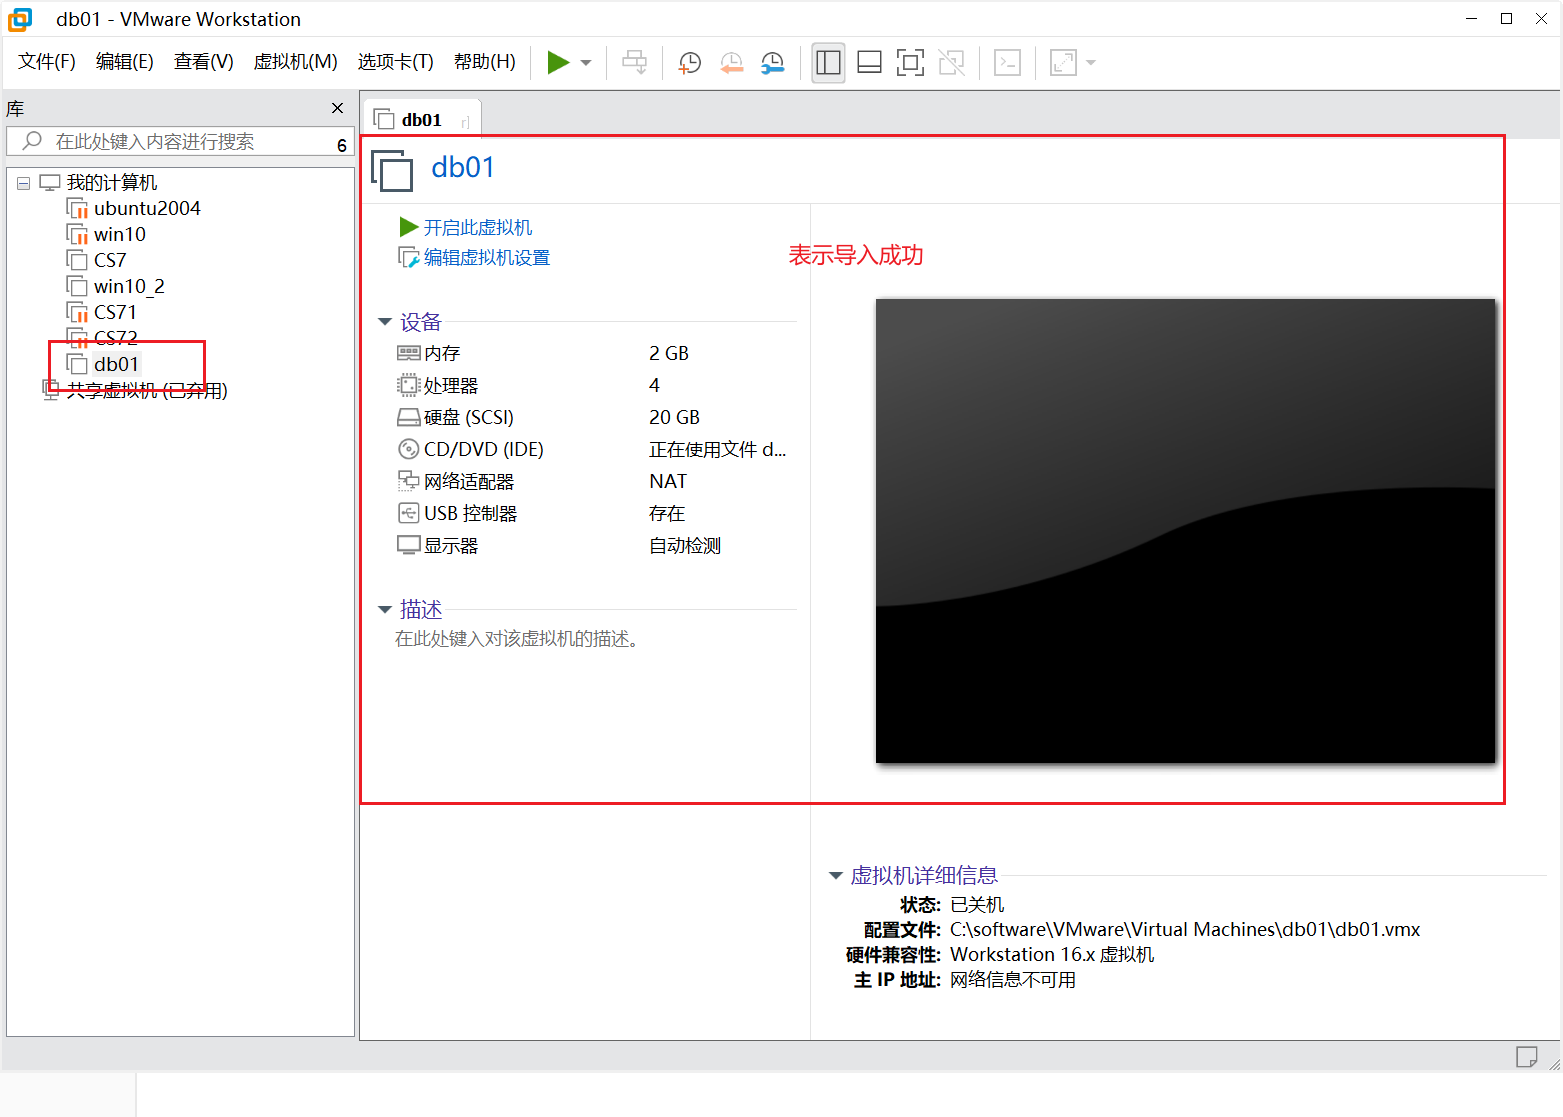 db01 - VMware Workstation
文件(F) 编辑(E) 查看(V) 虚拟机(M) 选项卡(T) 帮助(H)
库
在此处键入内容进行搜索 6
我的计算机
ubuntu2004
win10
CS7
win10_2
CS71
CS72
db01
共享虚拟机 (已弃用)
db01
db01
开启此虚拟机
编辑虚拟机设置
表示导入成功
设备
内存 2 GB
处理器 4
硬盘 (SCSI) 20 GB
CD/DVD (IDE) 正在使用文件 d...
网络适配器 NAT
USB 控制器 存在
显示器 自动检测
描述
在此处键入对该虚拟机的描述。
虚拟机详细信息
状态: 已关机
配置文件: C:\software\VMware\Virtual Machines\db01\db01.vmx
硬件兼容性: Workstation 16.x 虚拟机
主 IP 地址: 网络信息不可用